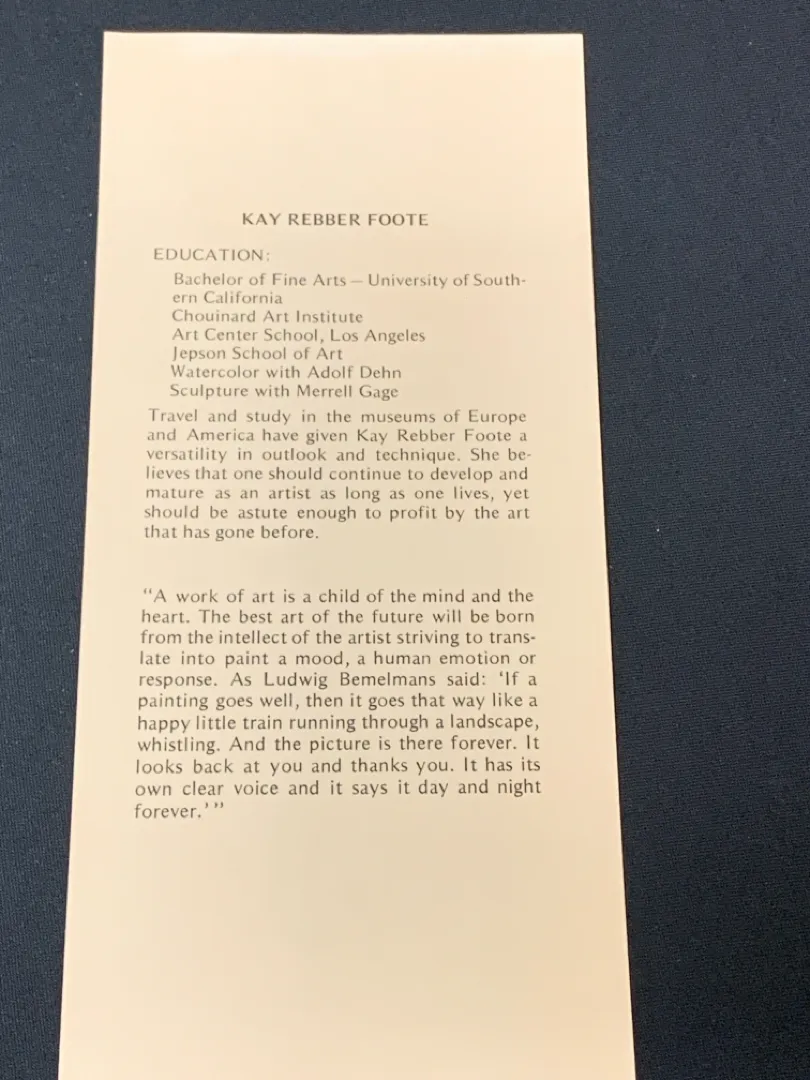 KAY REBBER FOOTE
EDUCATION:
Bachelor of Fine Arts — University of South-
ern California
Chouinard Art Institute
Art Center School, Los Angeles
Jepson School of Art
Watercolor with Adolf Dehn
Sculpture with Merrell Gage
Travel and study in the museums of Europe
and America have given Kay Rebber Foote a
versatility in outlook and technique. She be-
lieves that one should continue to develop and
mature as an artist as long as one lives, yet
should be astute enough to profit by the art
that has gone before.
“A work of art is a child of the mind and the
heart. The best art of the future will be born
from the intellect of the artist striving to trans-
late into paint a mood, a human emotion or
response. As Ludwig Bemelmans said: ‘If a
painting goes well, then it goes that way like a
happy little train running through a landscape,
whistling. And the picture is there forever. It
looks back at you and thanks you. It has its
own clear voice and it says it day and night
forever.’”